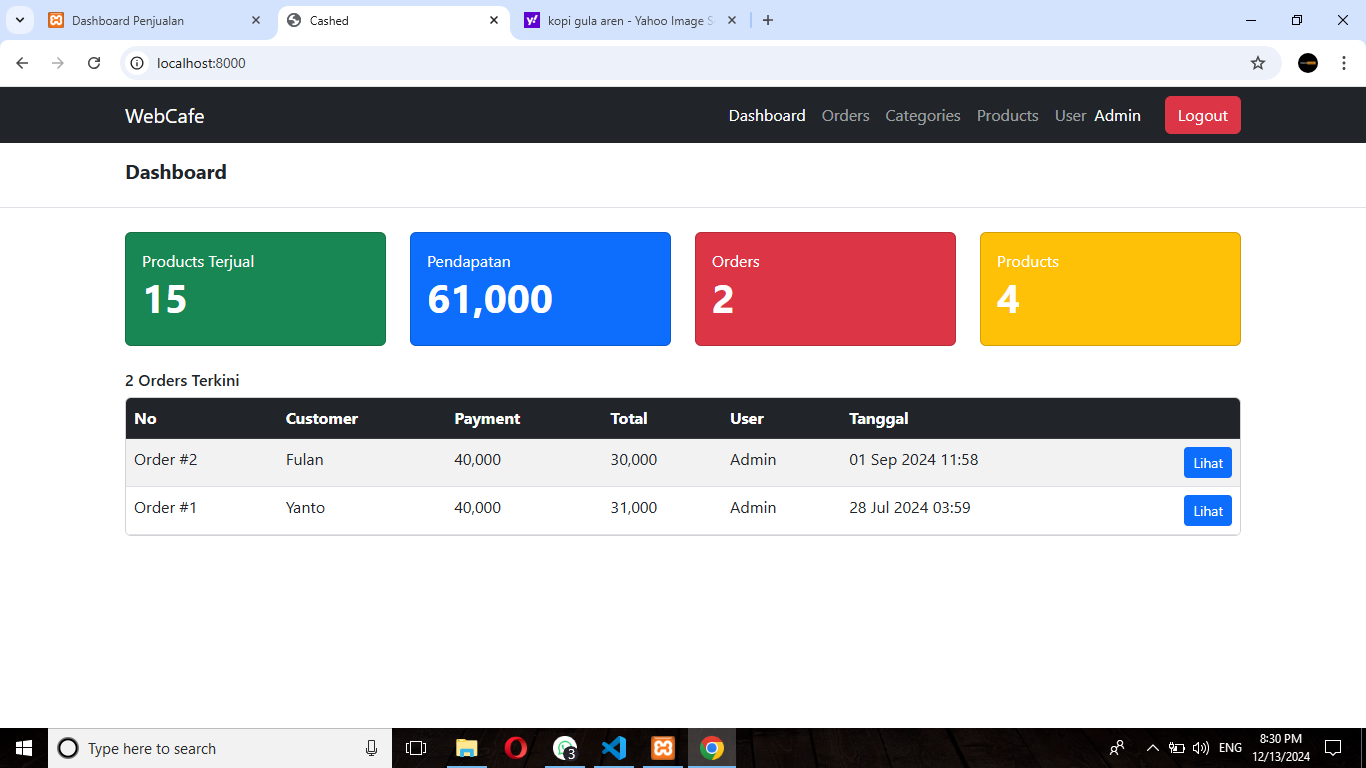 Dashboard Penjualan
Cashed
kopi gula aren - Yahoo Image S
localhost:8000
WebCafe
Dashboard Orders Categories Products User Admin Logout
Dashboard
Products Terjual
15
Pendapatan
61,000
Orders
2
Products
4
2 Orders Terkini
No Customer Payment Total User Tanggal
Order #2 Fulan 40,000 30,000 Admin 01 Sep 2024 11:58 Lihat
Order #1 Yanto 40,000 31,000 Admin 28 Jul 2024 03:59 Lihat
Type here to search
3
ENG
8:30 PM
12/13/2024